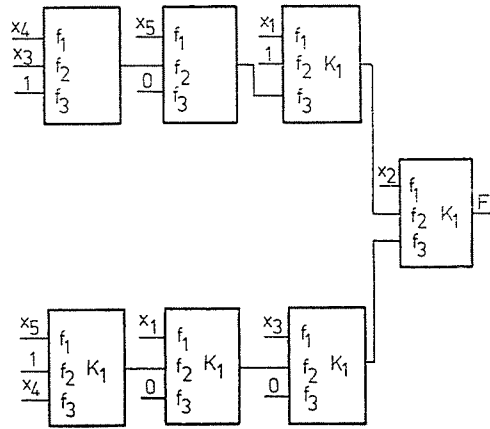 x4 f1
x3 f2
1 f3
x5 f1
f2
0 f3
x1 f1
1 f2 K1
f3
x2 f1
f2 K1 F
f3
x5 f1
1 f2 K1
x4 f3
x1 f1
f2 K1
0 f3
x3 f1
f2 K1
0 f3